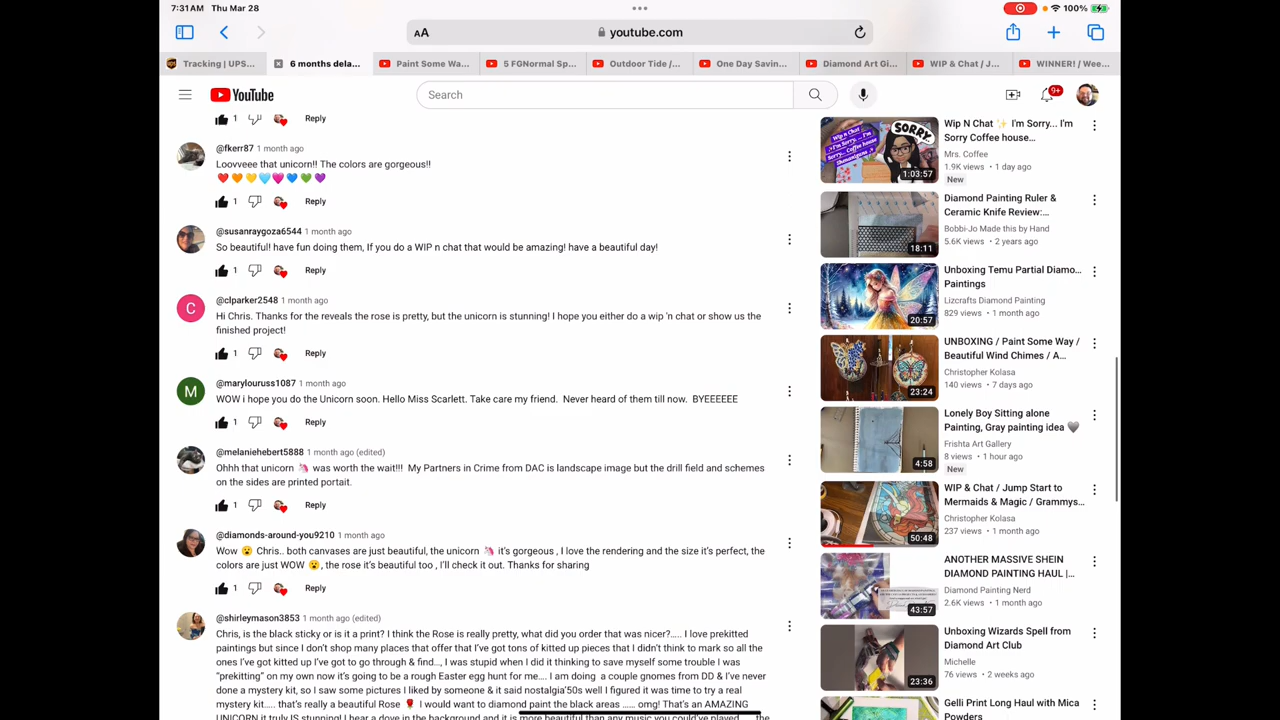 7:31AM Thu Mar 28
100%
AA
youtube.com
Tracking | UPS...
6 months dela...
Paint Some Wa...
5 FGNormal Sp...
Outdoor Tide /...
One Day Savin...
Diamond Art Gi...
WIP & Chat / J...
WINNER! / Wee...
YouTube
Search
9+
1 Reply
@fkerr87 1 month ago
Loovveee that unicorn!! The colors are gorgeous!!
❤️🧡💛🩵🩷💙💚💜
1 Reply
@susanraygoza6544 1 month ago
So beautiful! have fun doing them, If you do a WIP n chat that would be amazing! have a beautiful day!
1 Reply
C
@clparker2548 1 month ago
Hi Chris. Thanks for the reveals the rose is pretty, but the unicorn is stunning! I hope you either do a wip 'n chat or show us the
finished project!
1 Reply
M
@marylouruss1087 1 month ago
WOW i hope you do the Unicorn soon. Hello Miss Scarlett. Take care my friend. Never heard of them till now. BYEEEEEE
1 Reply
@melaniehebert5888 1 month ago (edited)
Ohhh that unicorn 🦄 was worth the wait!!! My Partners in Crime from DAC is landscape image but the drill field and schemes
on the sides are printed portait.
1 Reply
@diamonds-around-you9210 1 month ago
Wow 😮 Chris.. both canvases are just beautiful, the unicorn 🦄 it's gorgeous , I love the rendering and the size it's perfect, the
colors are just WOW 😮, the rose it's beautiful too , I'll check it out. Thanks for sharing
1 Reply
@shirleymason3853 1 month ago (edited)
Chris, is the black sticky or is it a print? I think the Rose is really pretty, what did you order that was nicer?….. I love prekitted
paintings but since I don't shop many places that offer that I've got tons of kitted up pieces that I didn't think to mark so all the
ones I've got kitted up I've got to go through & find…, I was stupid when I did it thinking to save myself some trouble I was
"prekitting" on my own now it's going to be a rough Easter egg hunt for me…. I am doing a couple gnomes from DD & I've never
done a mystery kit, so I saw some pictures I liked by someone & it said nostalgia'50s well I figured it was time to try a real
mystery kit…. that's really a beautiful Rose 🌹 I would want to diamond paint the black areas …… omg! That's an AMAZING
UNICORN it truly IS stunning! I hear a dove in the background and it is more beautiful than any music you could've played…. the
Wip N Chat ✨ I'm Sorry... I'm
Sorry Coffee house...
Mrs. Coffee
1.9K views • 1 day ago
New
Wip n Chat
I'm Sorry... I'm
Sorry... Coffee house
Shenanigans
SORRY
1:03:57
Diamond Painting Ruler &
Ceramic Knife Review:...
Bobbi-Jo Made this by Hand
5.6K views • 2 years ago
18:11
Unboxing Temu Partial Diamo...
Paintings
Lizcrafts Diamond Painting
829 views • 1 month ago
20:57
UNBOXING / Paint Some Way /
Beautiful Wind Chimes / A...
Christopher Kolasa
140 views • 7 days ago
23:24
Lonely Boy Sitting alone
Painting, Gray painting idea 🩶
Frishta Art Gallery
8 views • 1 hour ago
New
4:58
WIP & Chat / Jump Start to
Mermaids & Magic / Grammys...
Christopher Kolasa
237 views • 1 month ago
50:48
ANOTHER MASSIVE SHEIN
DIAMOND PAINTING HAUL |...
Diamond Painting Nerd
2.6K views • 1 month ago
43:57
Unboxing Wizards Spell from
Diamond Art Club
Michelle
76 views • 2 weeks ago
23:36
Gelli Print Long Haul with Mica
Powders